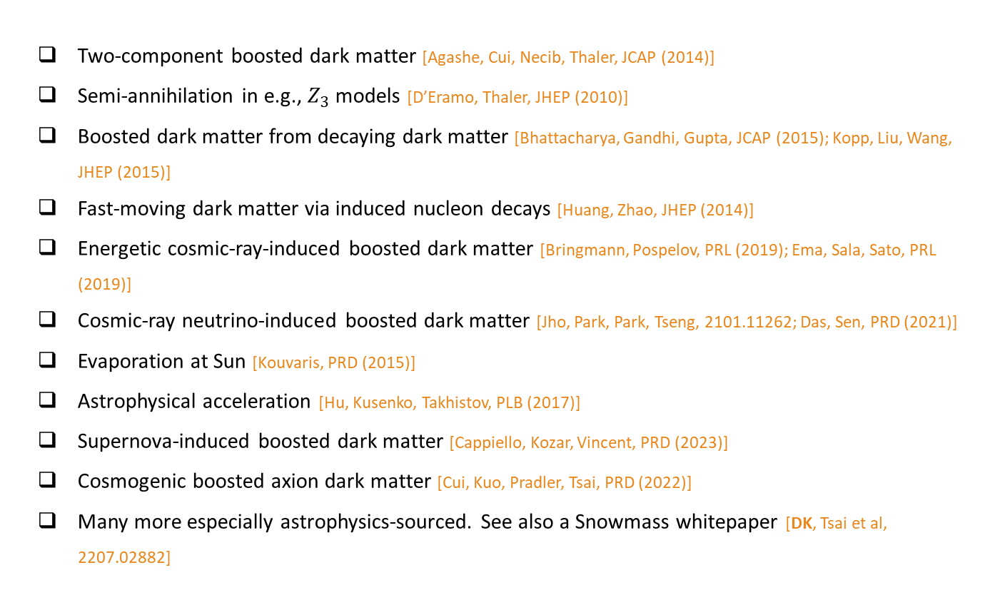 ❑ Two-component boosted dark matter [Agashe, Cui, Necib, Thaler, JCAP (2014)]
❑ Semi-annihilation in e.g., Z₃ models [D’Eramo, Thaler, JHEP (2010)]
❑ Boosted dark matter from decaying dark matter [Bhattacharya, Gandhi, Gupta, JCAP (2015); Kopp, Liu, Wang,
JHEP (2015)]
❑ Fast-moving dark matter via induced nucleon decays [Huang, Zhao, JHEP (2014)]
❑ Energetic cosmic-ray-induced boosted dark matter [Bringmann, Pospelov, PRL (2019); Ema, Sala, Sato, PRL
(2019)]
❑ Cosmic-ray neutrino-induced boosted dark matter [Jho, Park, Park, Tseng, 2101.11262; Das, Sen, PRD (2021)]
❑ Evaporation at Sun [Kouvaris, PRD (2015)]
❑ Astrophysical acceleration [Hu, Kusenko, Takhistov, PLB (2017)]
❑ Supernova-induced boosted dark matter [Cappiello, Kozar, Vincent, PRD (2023)]
❑ Cosmogenic boosted axion dark matter [Cui, Kuo, Pradler, Tsai, PRD (2022)]
❑ Many more especially astrophysics-sourced. See also a Snowmass whitepaper [DK, Tsai et al,
2207.02882]